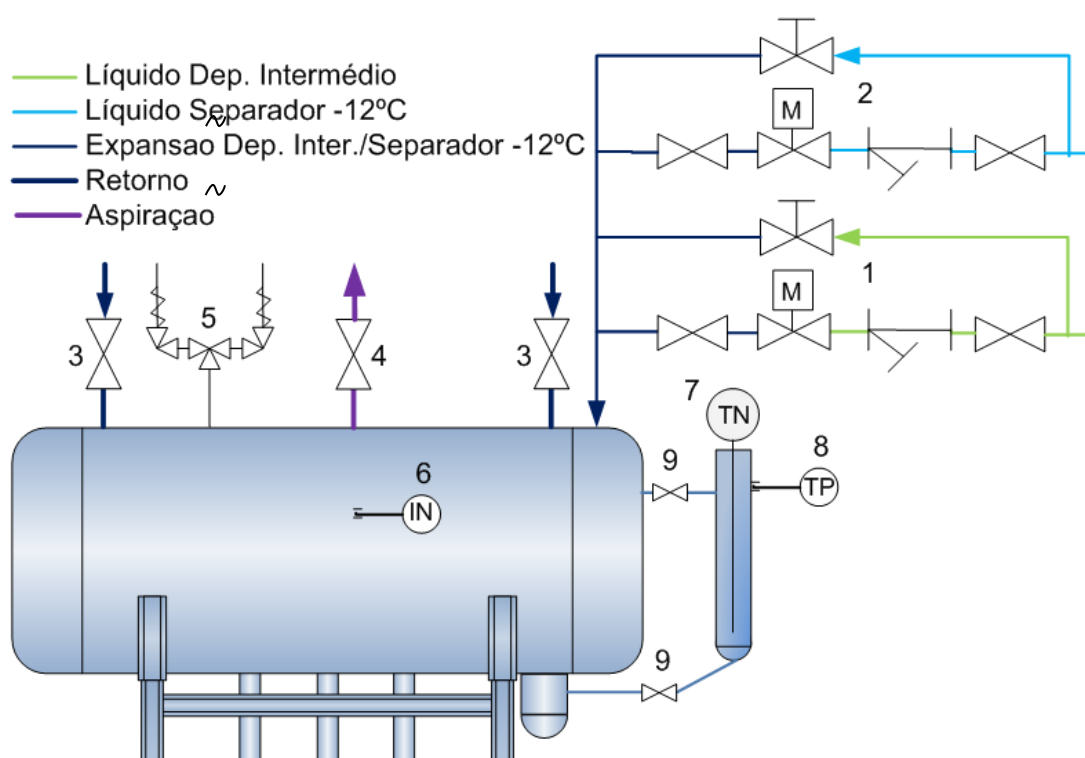 Líquido Dep. Intermédio
Líquido Separador -12ºC
Expansao Dep. Inter./Separador -12ºC
Retorno
Aspiraçao
2
M
1
M
5
3
4
3
7
TN
8
TP
9
6
IN
9